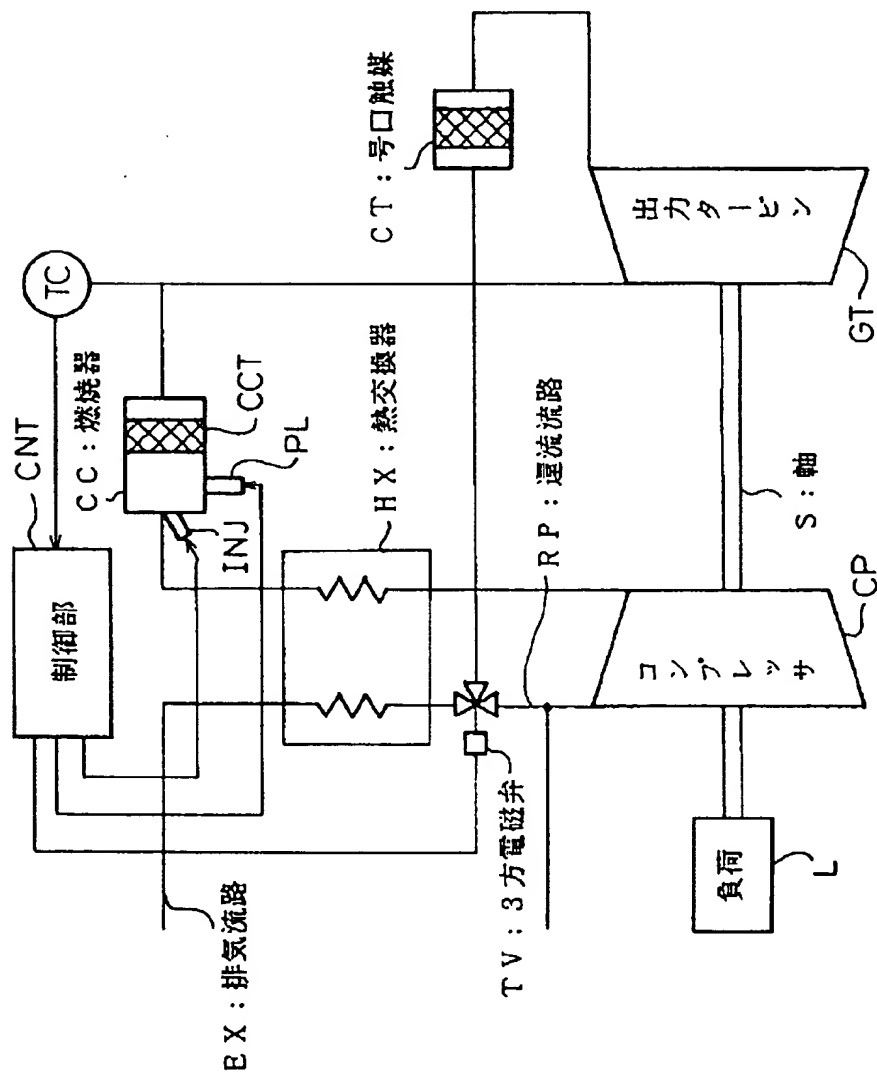 CNT
制御部
TC
CC：燃焼器
CCT
PL
INJ
HX：熱交換器
CT：号口触媒
出力タービン
GT
RP：還流流路
S：軸
コンプレッサ
CP
EX：排気流路
TV：3方電磁弁
負荷
L